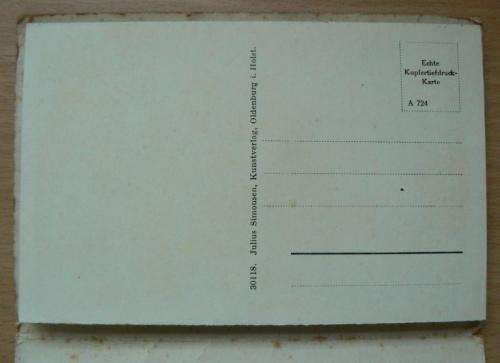 Echte
Kupfertiefdruck-
Karte
A 724
30118. Julius Simonsen, Kunstverlag, Oldenburg i. Holst.